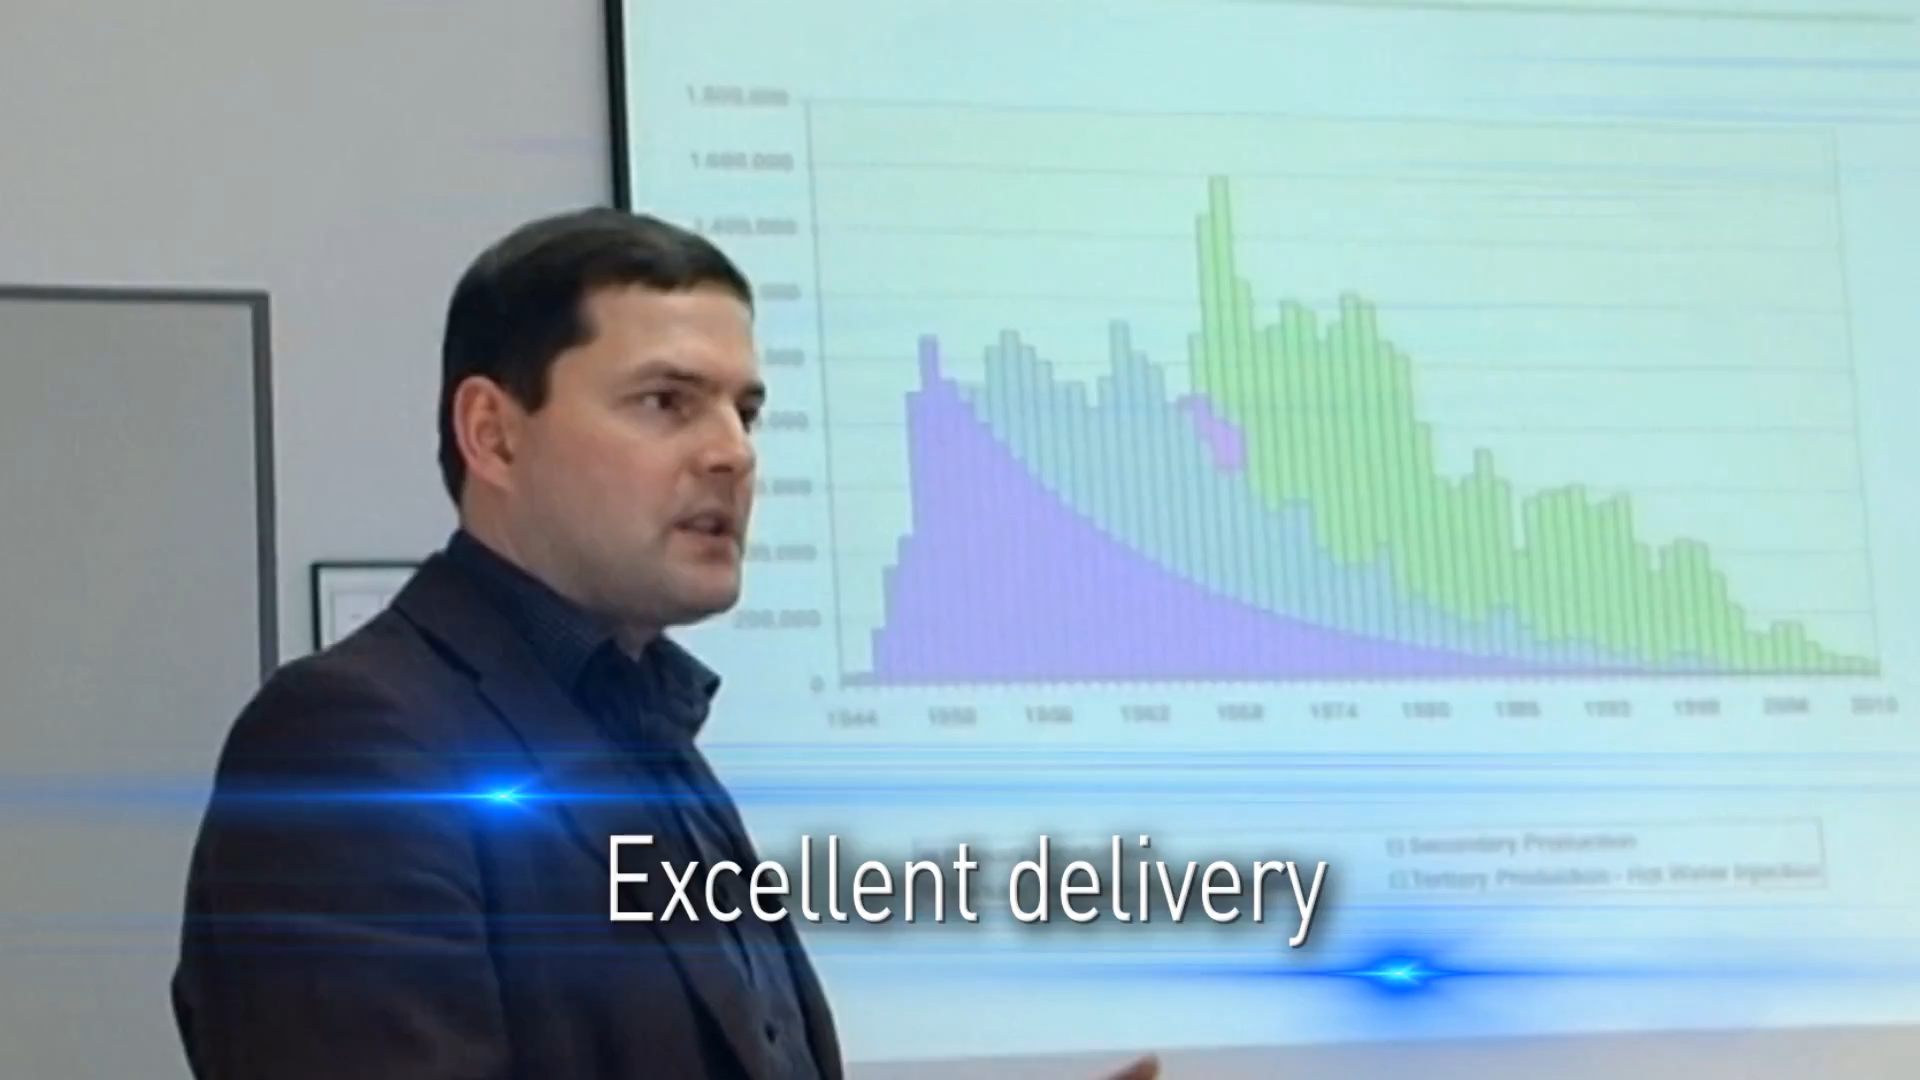 1,800,000
1,600,000
1,400,000
200,000
0
1944 1950 1956 1962 1968 1974 1980 1986 1992 1998 2004 2010
Secondary Production
Tertiary Production - Hot Water Injection
Excellent delivery